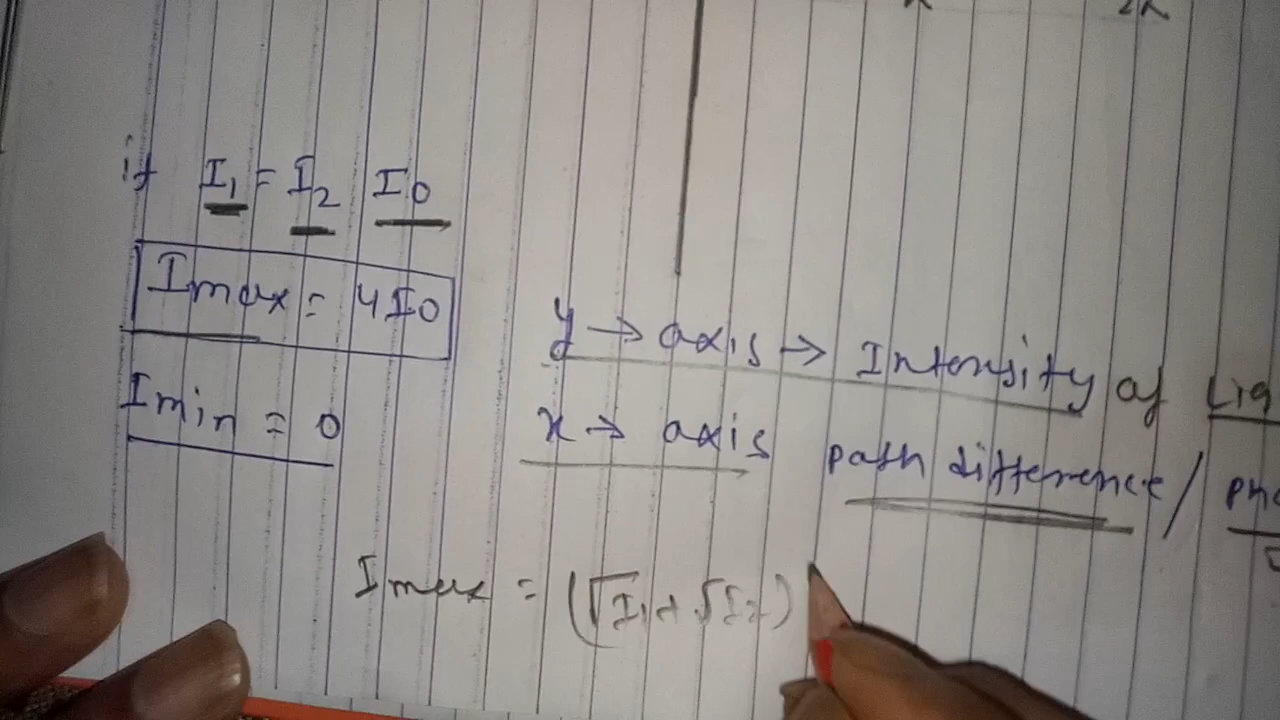 if I1 = I2 I0
Imax = 4I0
Imin = 0
y → axis → Intensity of
x → axis path difference /
Imax = (√I1 + √I2)